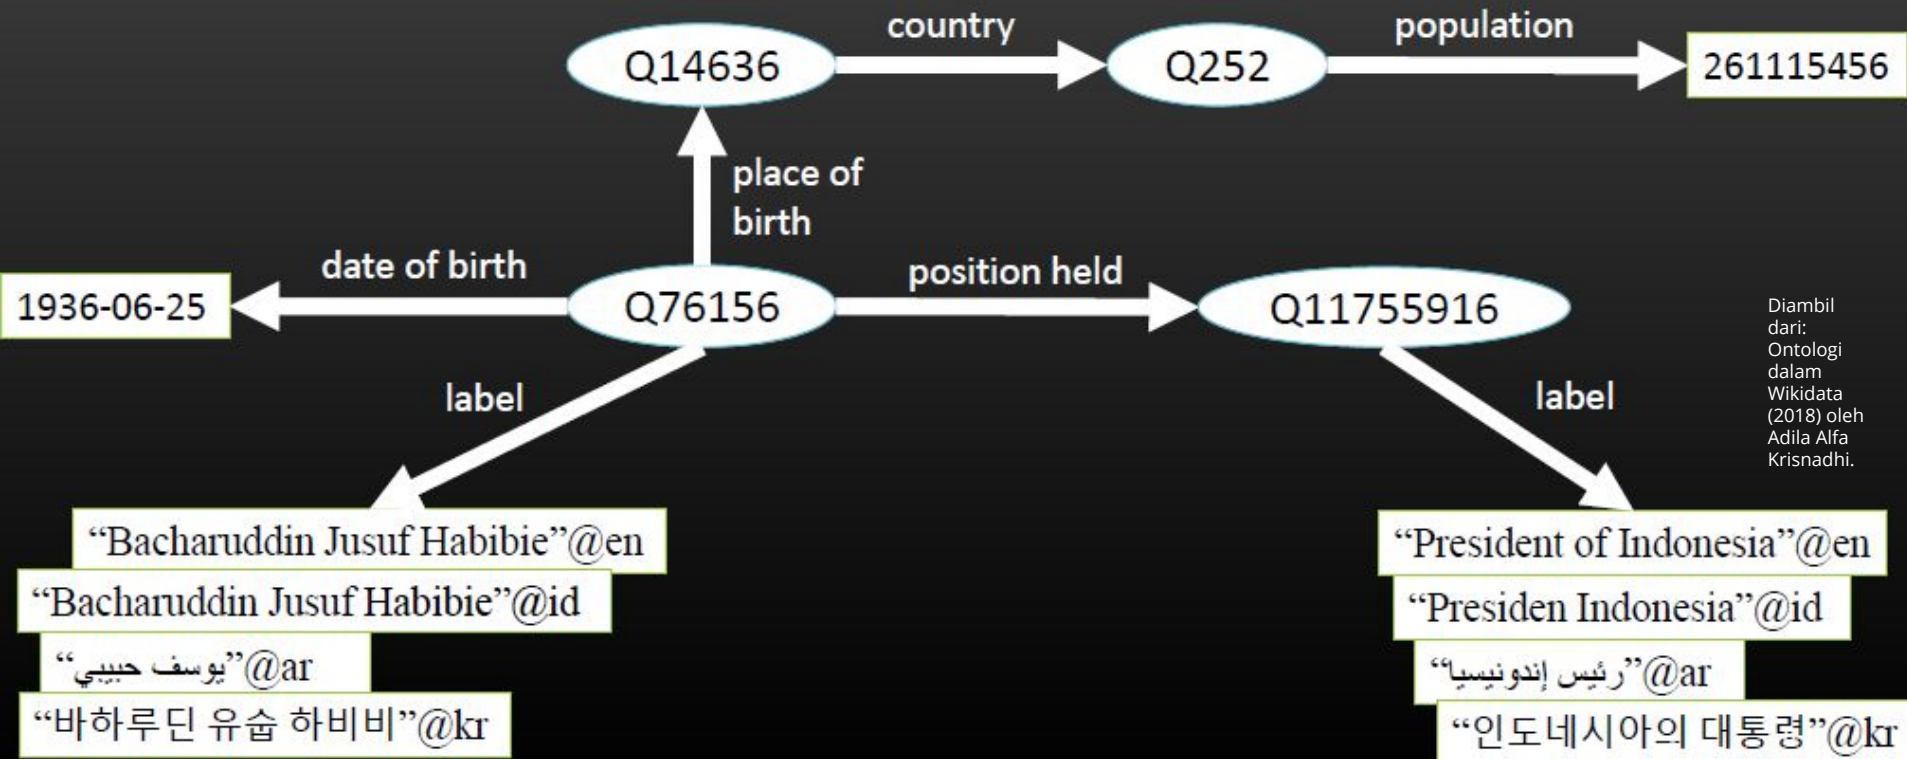 country
population
Q14636
Q252
261115456
place of
birth
date of birth
position held
1936-06-25
Q76156
Q11755916
Diambil
dari:
Ontologi
dalam
Wikidata
(2018) oleh
Adila Alfa
Krisnadhi.
label
label
“Bacharuddin Jusuf Habibie”@en
“Bacharuddin Jusuf Habibie”@id
“يوسف حبيبي”@ar
“바하루딘 유숩 하비비”@kr
“President of Indonesia”@en
“Presiden Indonesia”@id
“رئيس إندونيسيا”@ar
“인도네시아의 대통령”@kr